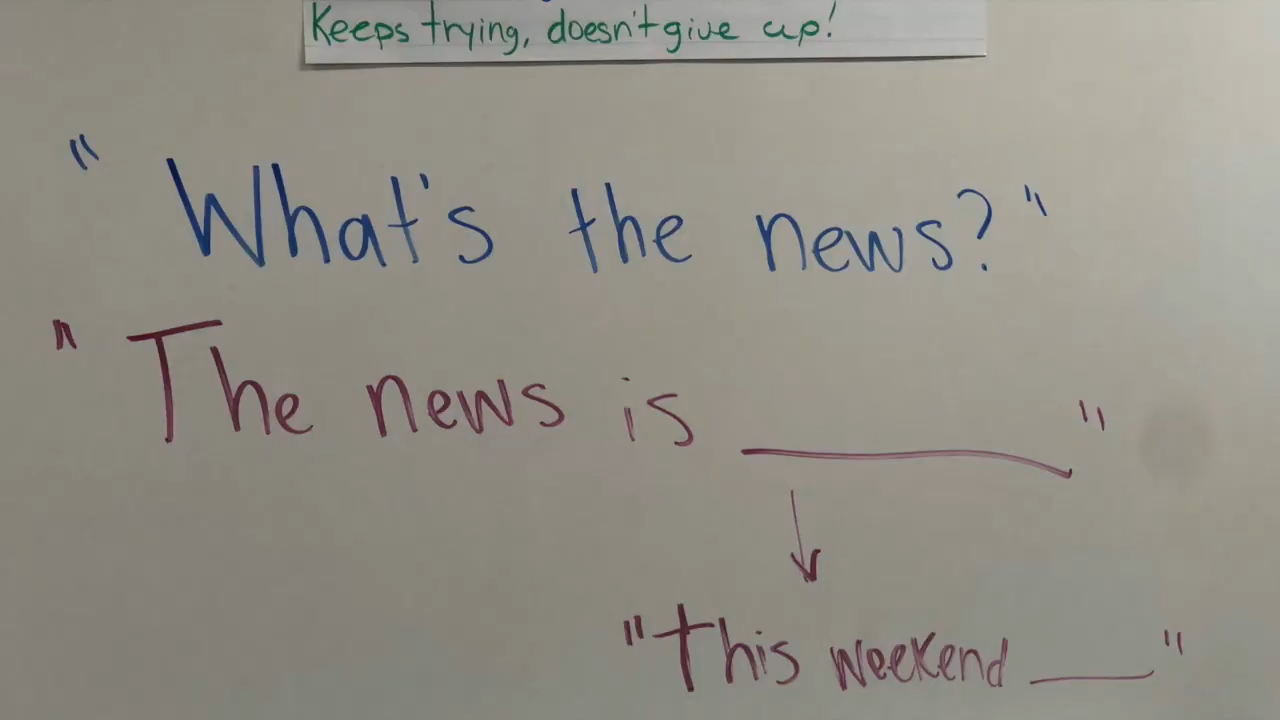 Keeps trying, doesn't give up!
"What's the news?"
"The news is ______"
"This weekend ____"